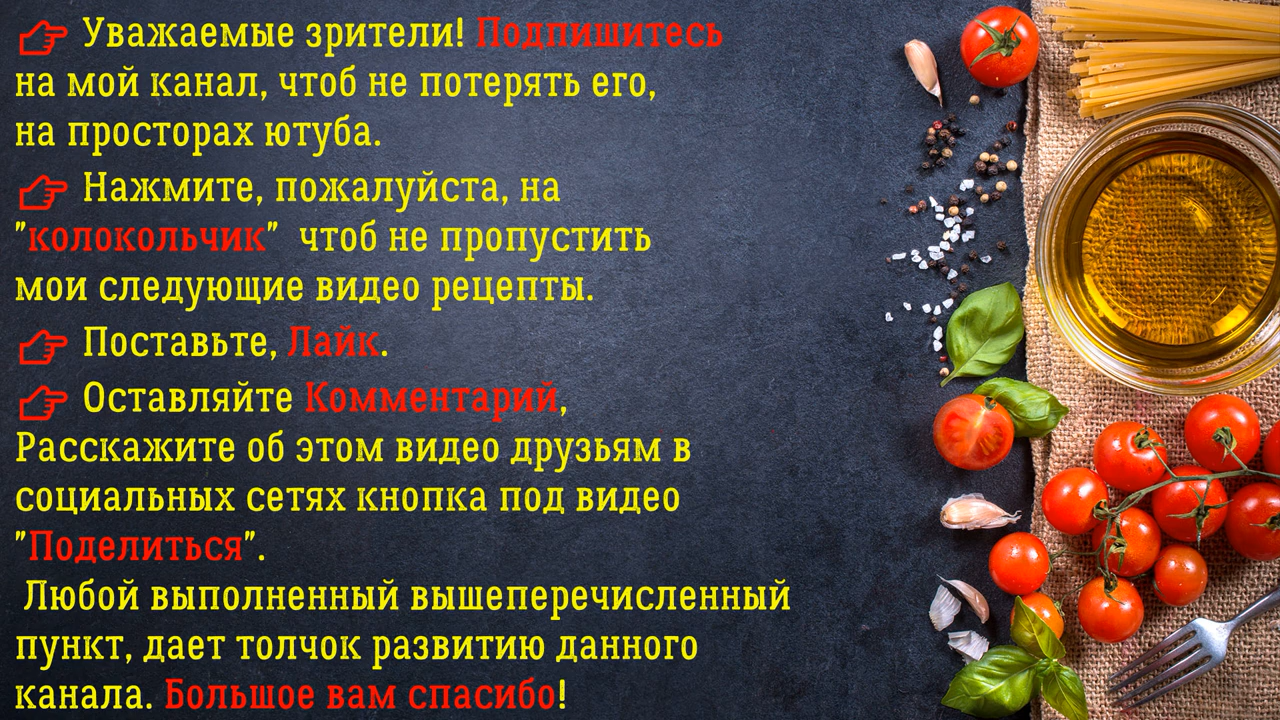 Уважаемые зрители! Подпишитесь
на мой канал, чтоб не потерять его,
на просторах ютуба.
Нажмите, пожалуйста, на
"колокольчик" чтоб не пропустить
мои следующие видео рецепты.
Поставьте, Лайк.
Оставляйте Комментарий,
Расскажите об этом видео друзьям в
социальных сетях кнопка под видео
"Поделиться".
Любой выполненный вышеперечисленный
пункт, дает толчок развитию данного
канала. Большое вам спасибо!